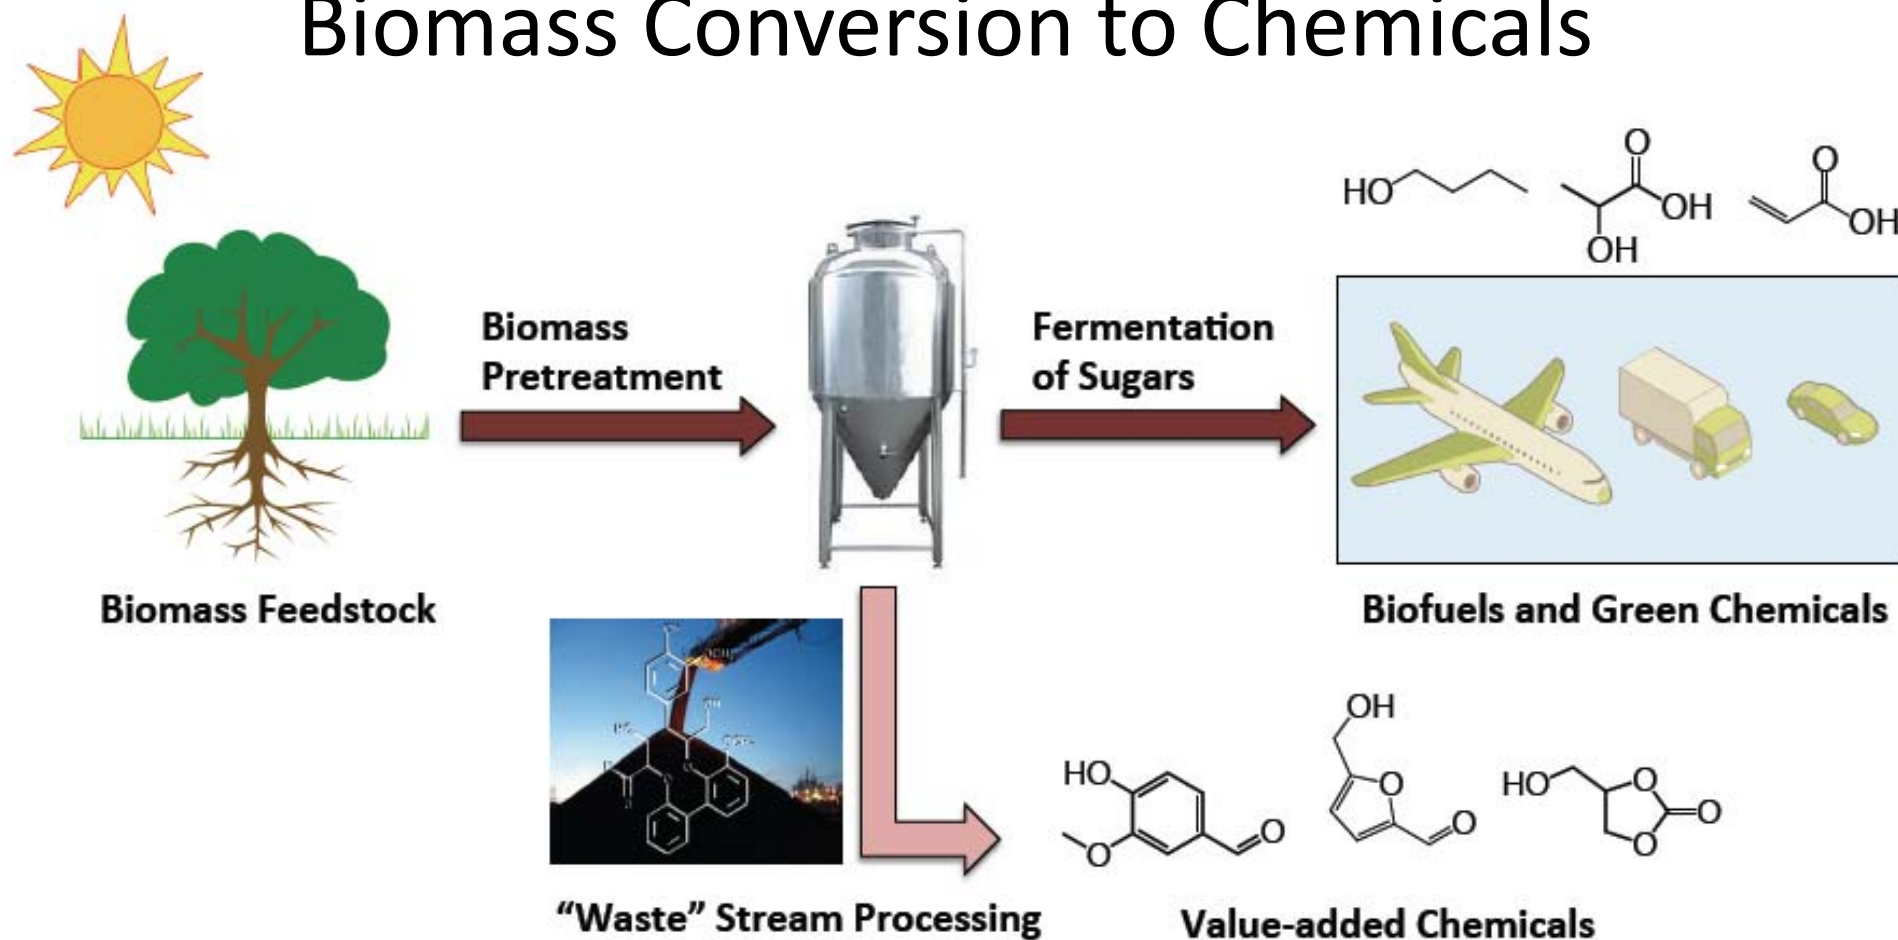 Biomass Conversion to Chemicals
HO
O
OH
OH
O
OH
Biomass
Pretreatment
Fermentation
of Sugars
Biomass Feedstock
Biofuels and Green Chemicals
OH
HO
O
O
O
O
HO
O
O
O
"Waste" Stream Processing
Value-added Chemicals